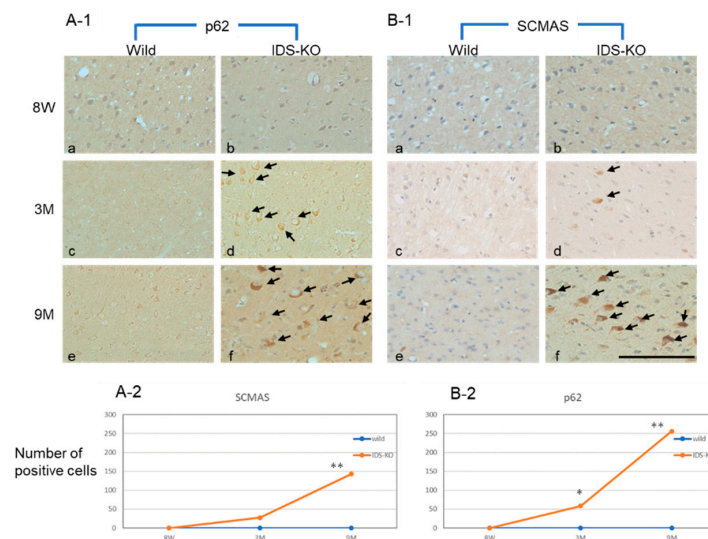 A-1
p62
Wild
IDS-KO
B-1
SCMAS
Wild
IDS-KO
8W
a
b
a
b
3M
c
d
c
d
9M
e
f
e
f
A-2
SCMAS
B-2
p62
Number of
positive cells
300
250
200
150
100
50
0
**
wild
IDS-KO
8W
3M
9M
300
250
200
150
100
50
0
*
**
wild
IDS-K
8W
3M
9M